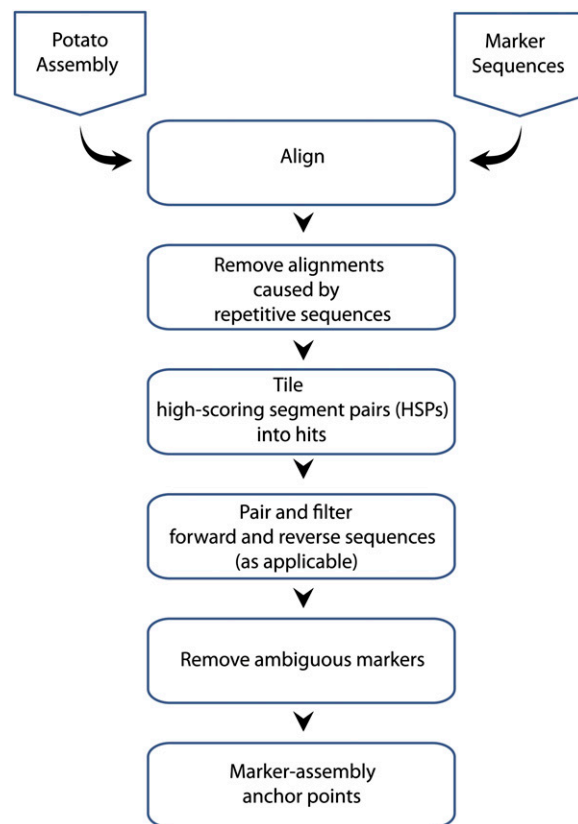 Potato
Assembly
Marker
Sequences
Align
Remove alignments
caused by
repetitive sequences
Tile
high-scoring segment pairs (HSPs)
into hits
Pair and filter
forward and reverse sequences
(as applicable)
Remove ambiguous markers
Marker-assembly
anchor points